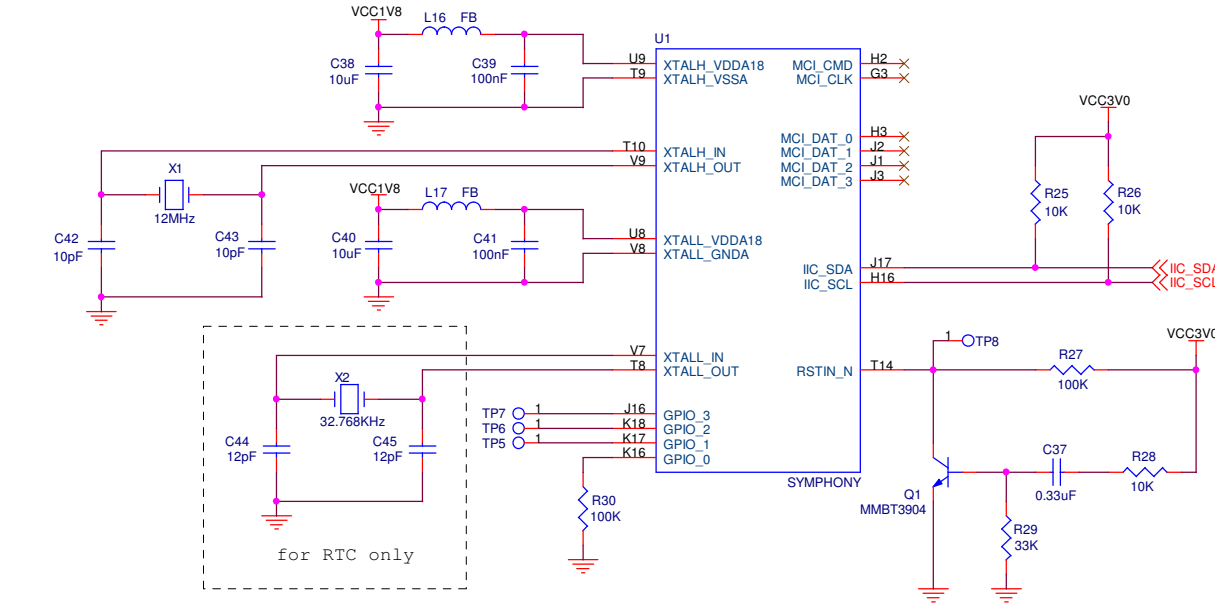 VCC1V8
L16 FB
C38
10uF
C39
100nF
U1
U9 XTALH_VDDA18
T9 XTALH_VSSA
T10 XTALH_IN
V9 XTALH_OUT
X1
12MHz
C42
10pF
C43
10pF
VCC1V8
L17 FB
C40
10uF
C41
100nF
U8 XTALL_VDDA18
V8 XTALL_GNDA
V7 XTALL_IN
T8 XTALL_OUT
X2
32.768KHz
C44
12pF
C45
12pF
for RTC only
TP7 1 J16 GPIO_3
TP6 1 K18 GPIO_2
TP5 1 K17 GPIO_1
K16 GPIO_0
R30
100K
MCI_CMD H2
MCI_CLK G3
MCI_DAT_0 H3
MCI_DAT_1 J2
MCI_DAT_2 J1
MCI_DAT_3 J3
VCC3V0
R25
10K
R26
10K
IIC_SDA J17 IIC_SDA
IIC_SCL H16 IIC_SCL
RSTIN_N T14
1 TP8
R27
100K
VCC3V0
SYMPHONY
Q1
MMBT3904
C37
0.33uF
R28
10K
R29
33K